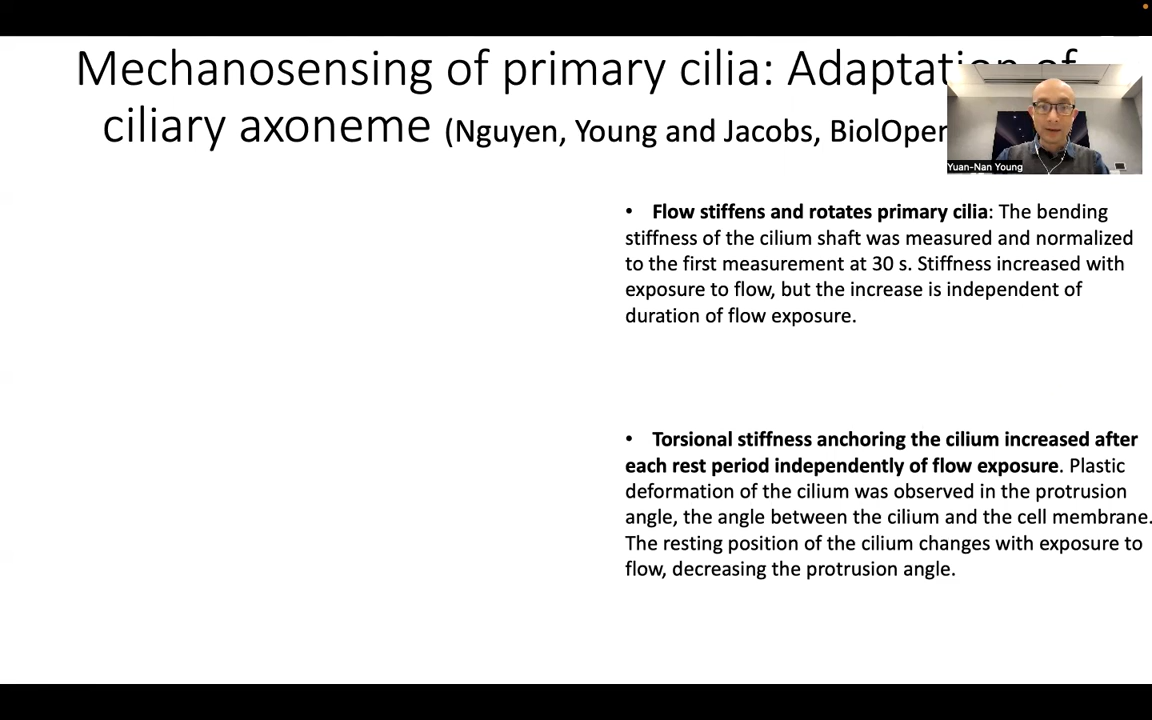 Mechanosensing of primary cilia: Adaptation of
ciliary axoneme (Nguyen, Young and Jacobs, BiolOpen
Yuan-Nan Young
• Flow stiffens and rotates primary cilia: The bending
stiffness of the cilium shaft was measured and normalized
to the first measurement at 30 s. Stiffness increased with
exposure to flow, but the increase is independent of
duration of flow exposure.
• Torsional stiffness anchoring the cilium increased after
each rest period independently of flow exposure. Plastic
deformation of the cilium was observed in the protrusion
angle, the angle between the cilium and the cell membrane.
The resting position of the cilium changes with exposure to
flow, decreasing the protrusion angle.